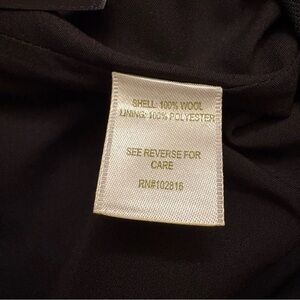 SHELL: 100% WOOL
LINING: 100% POLYESTER
SEE REVERSE FOR
CARE
RN#102816